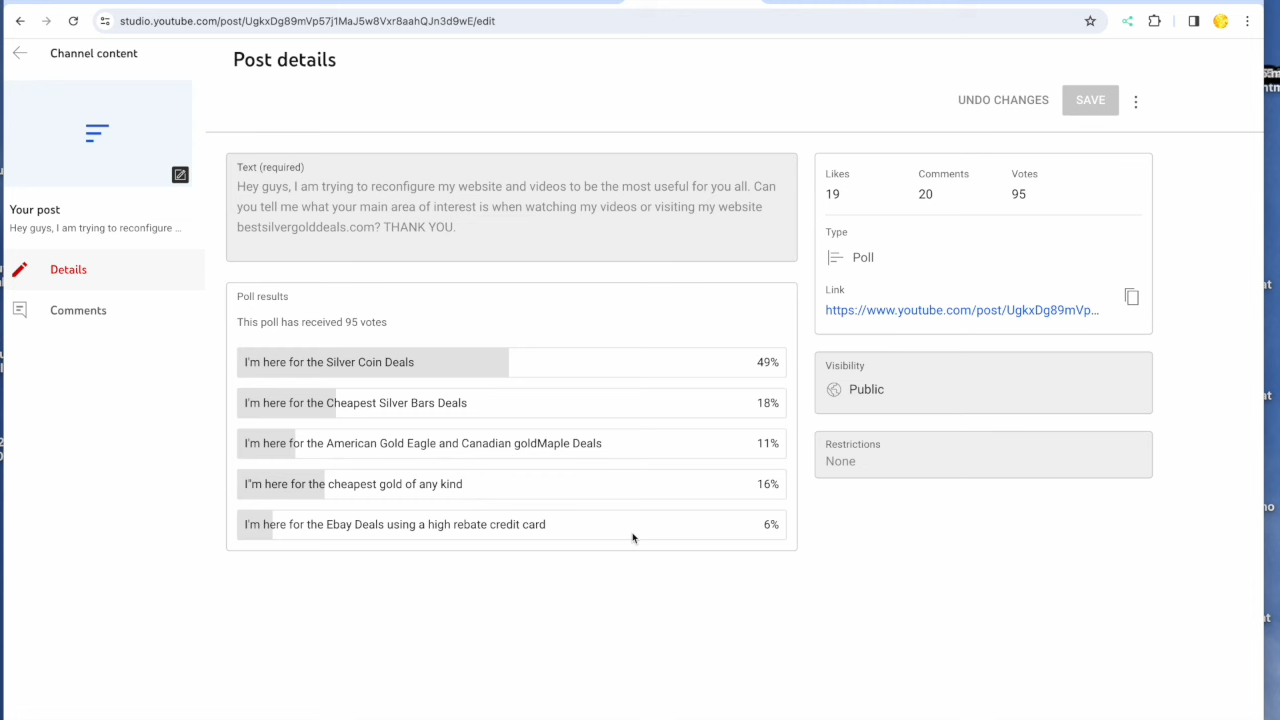 studio.youtube.com/post/UgkxDg89mVp57j1MaJ5w8Vxr8aahQJn3d9wE/edit
Channel content
Post details
UNDO CHANGES
SAVE
Text (required)
Hey guys, I am trying to reconfigure my website and videos to be the most useful for you all. Can
you tell me what your main area of interest is when watching my videos or visiting my website
bestsilvergolddeals.com? THANK YOU.
Likes
Comments
Votes
19
20
95
Your post
Hey guys, I am trying to reconfigure ...
Type
Poll
Details
Comments
Link
https://www.youtube.com/post/UgkxDg89mVp...
Poll results
This poll has received 95 votes
I'm here for the Silver Coin Deals
49%
I'm here for the Cheapest Silver Bars Deals
18%
I'm here for the American Gold Eagle and Canadian goldMaple Deals
11%
I"m here for the cheapest gold of any kind
16%
I'm here for the Ebay Deals using a high rebate credit card
6%
Visibility
Public
Restrictions
None